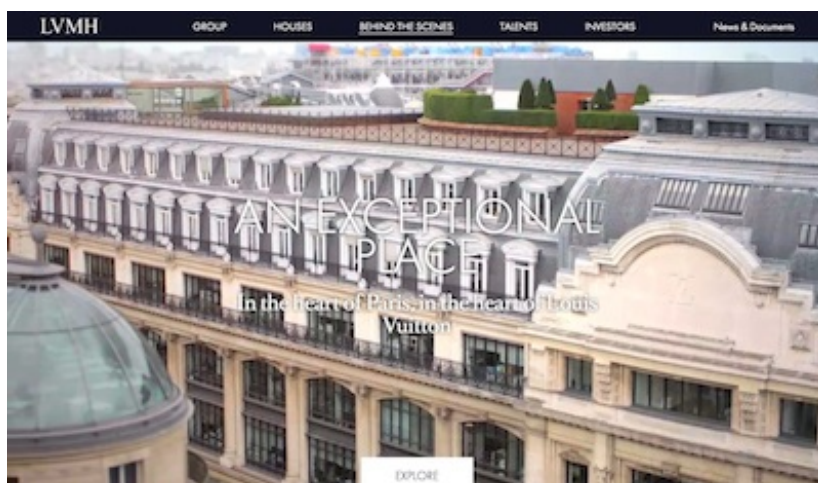 LVMH GROUP HOUSES BEHIND THE SCENES TALENTS INVESTORS News & Documents
AN EXCEPTIONAL
PLACE
In the heart of Paris, in the heart of Louis
Vuitton
EXPLORE